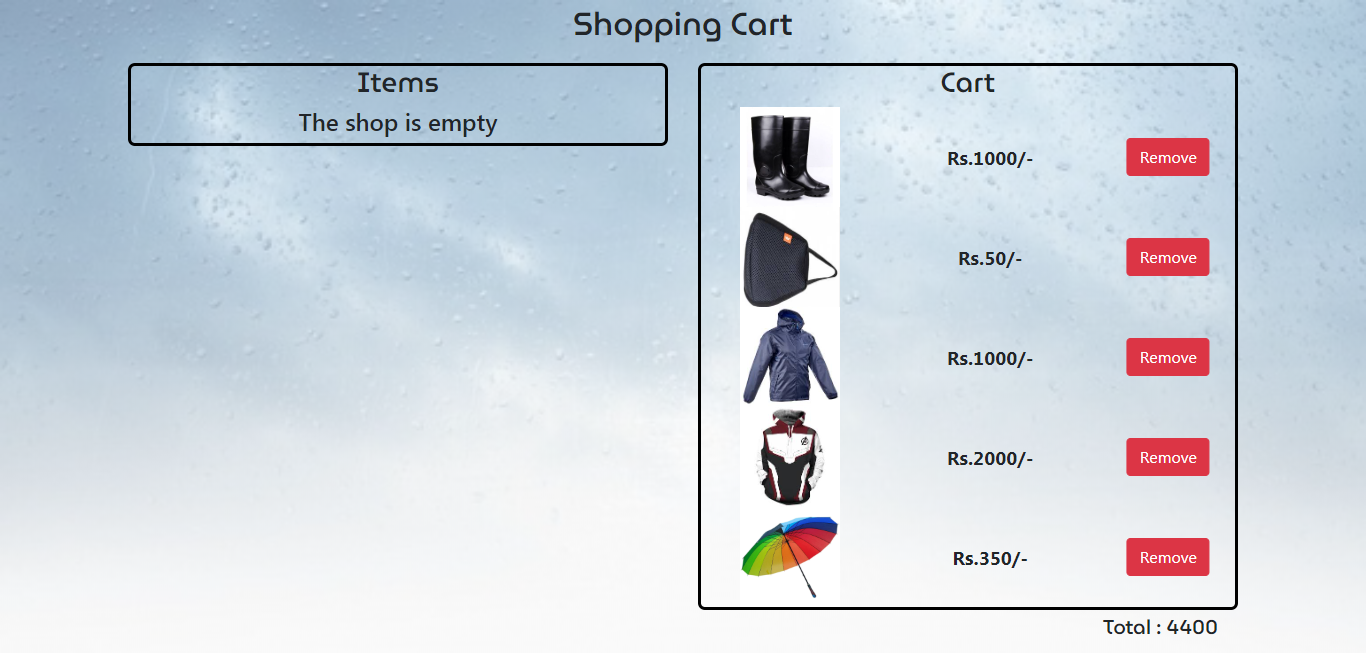 Shopping Cart
Items
The shop is empty
Cart
Rs.1000/-
Remove
Rs.50/-
Remove
Rs.1000/-
Remove
Rs.2000/-
Remove
Rs.350/-
Remove
Total : 4400